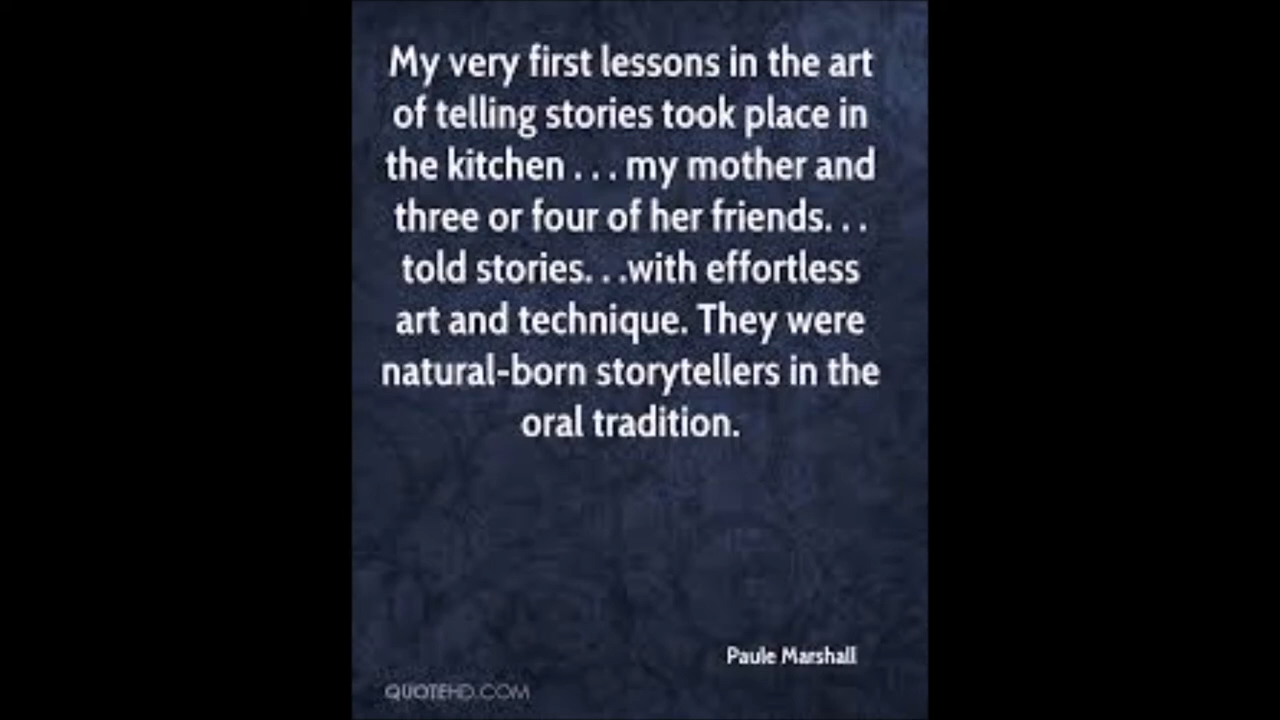 My very first lessons in the art
of telling stories took place in
the kitchen . . . my mother and
three or four of her friends. . .
told stories. . .with effortless
art and technique. They were
natural-born storytellers in the
oral tradition.
Paule Marshall
QUOTEHD.COM